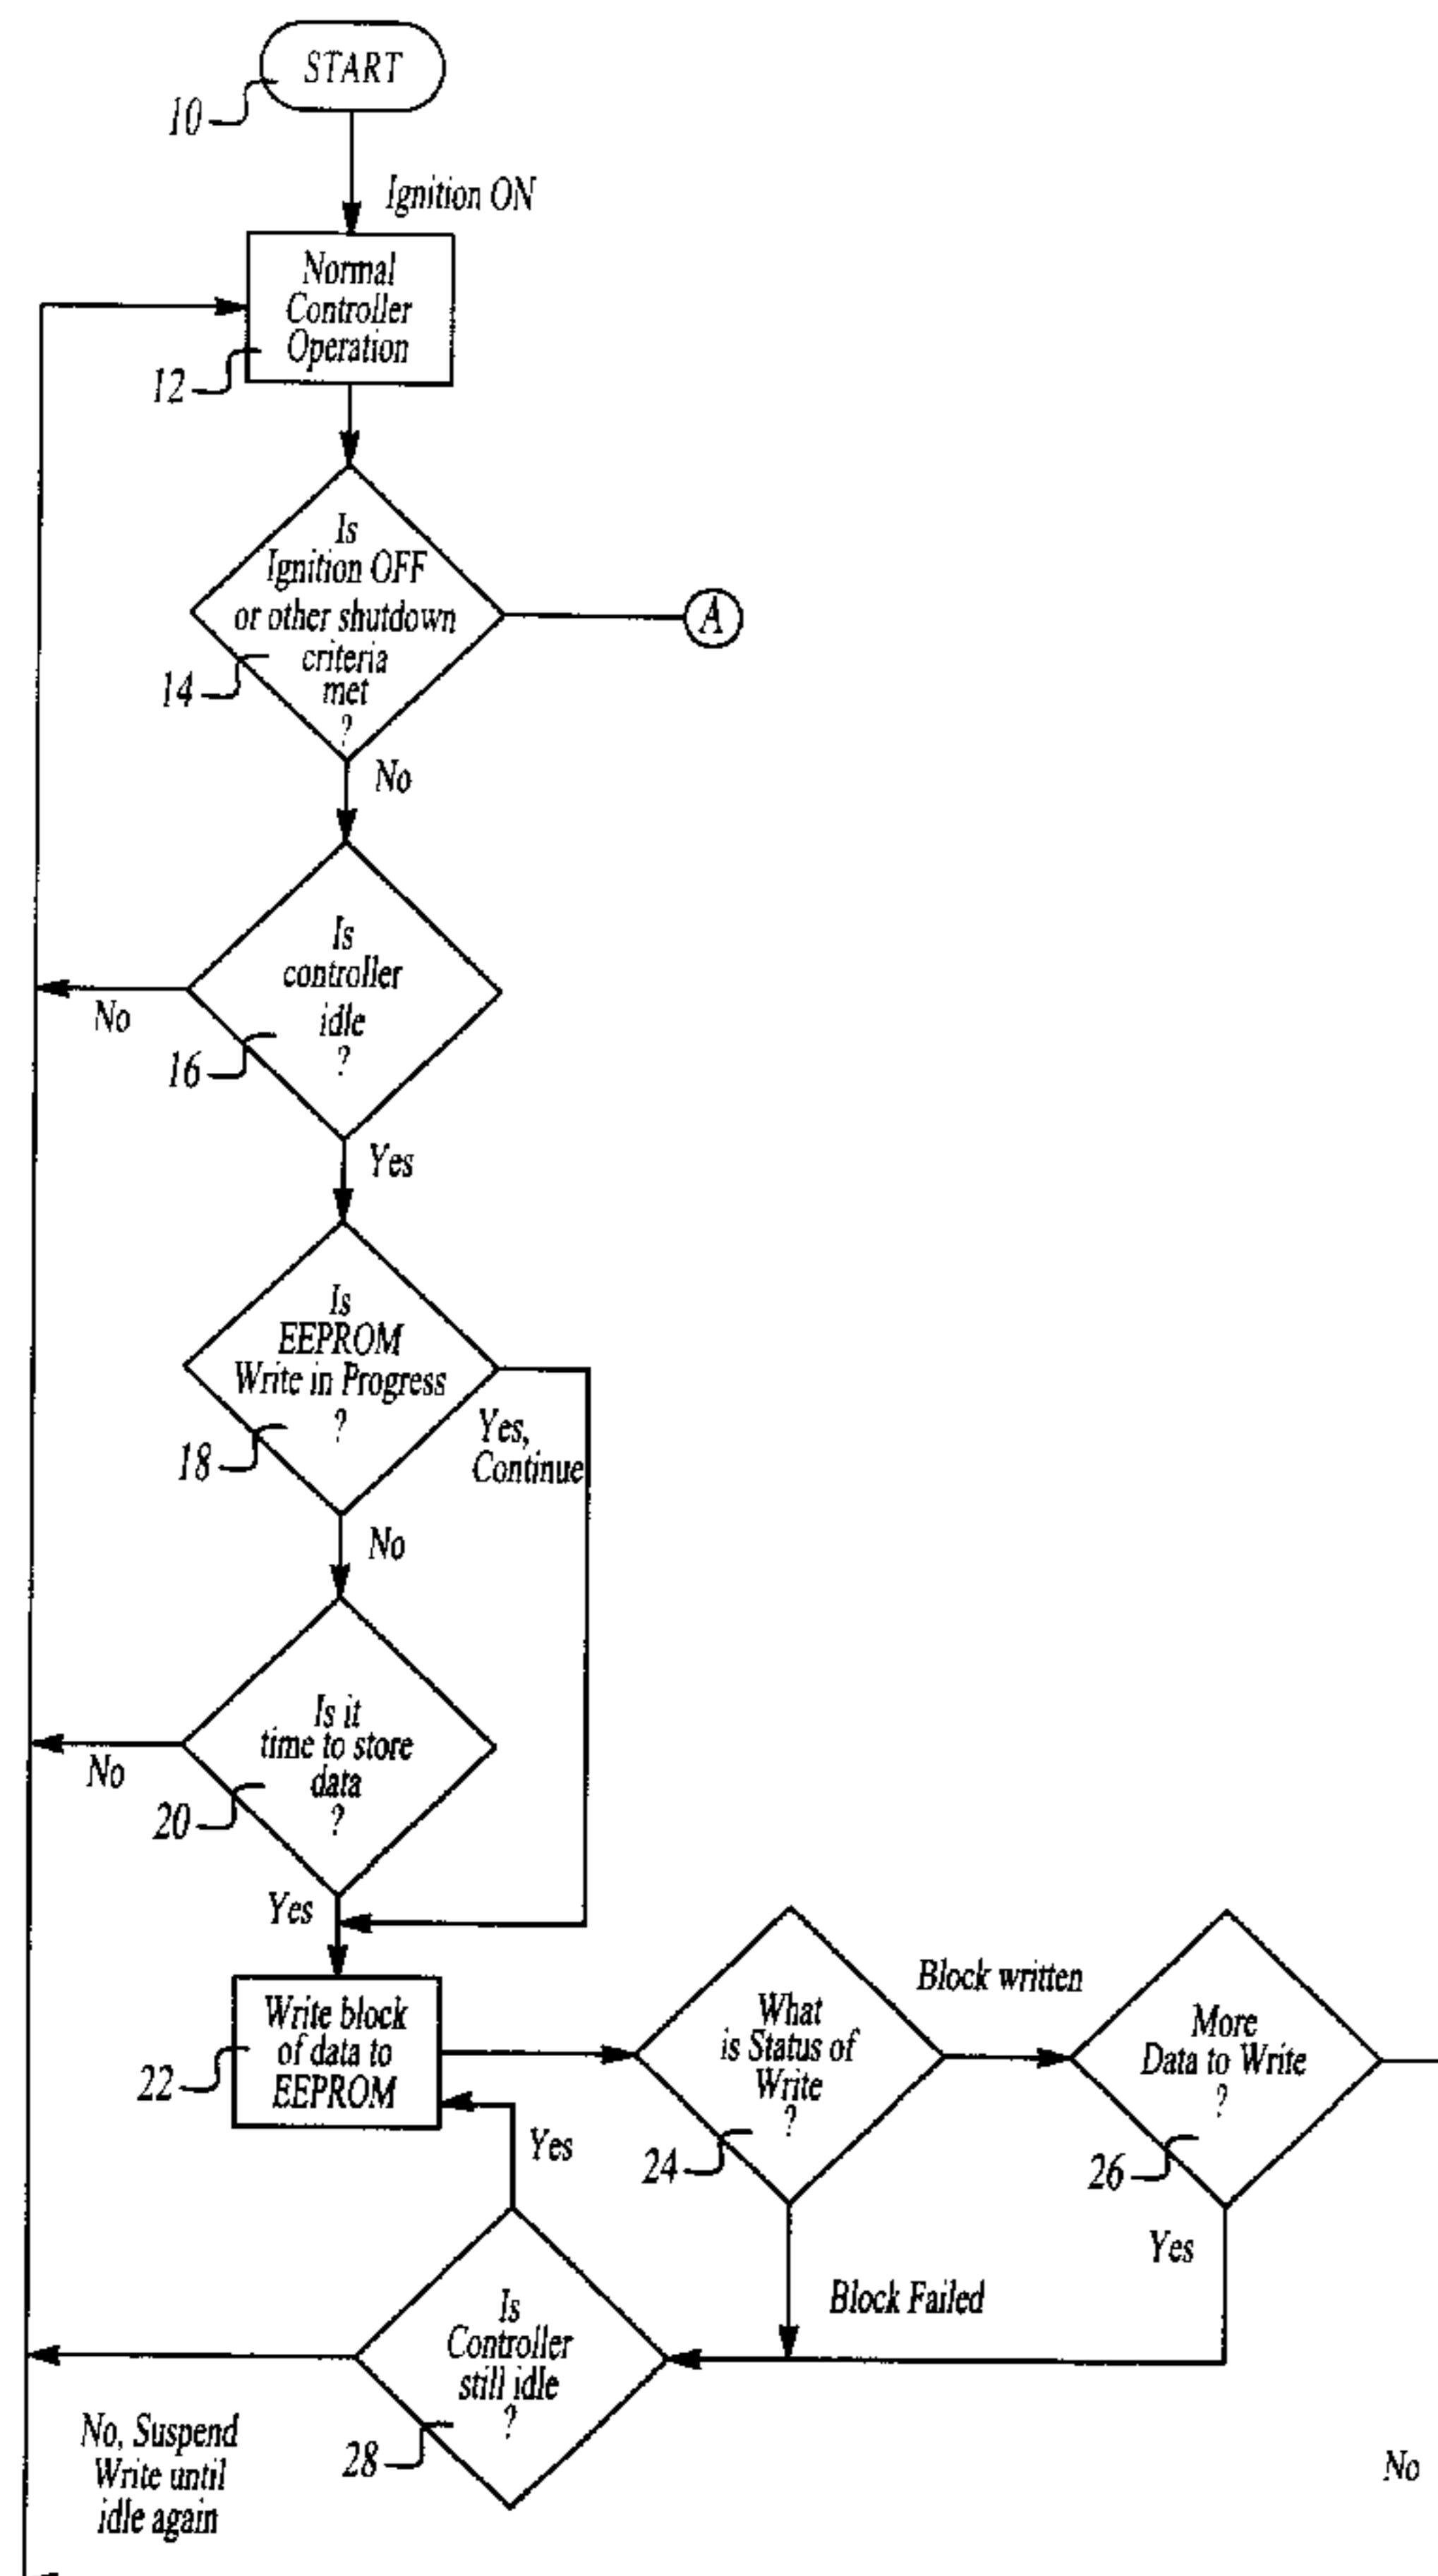 START
10
Ignition ON
Normal
Controller
Operation
12
Is
Ignition OFF
or other shutdown
criteria
met
?
14
A
No
Is
controller
idle
?
No
16
Yes
Is
EEPROM
Write in Progress
?
18
Yes,
Continue
No
Is it
time to store
data
?
No
20
Yes
Write block
of data to
EEPROM
22
What
is Status of
Write
?
24
Block written
More
Data to Write
?
26
Yes
Yes
Block Failed
Is
Controller
still idle
?
28
No, Suspend
Write until
idle again
No